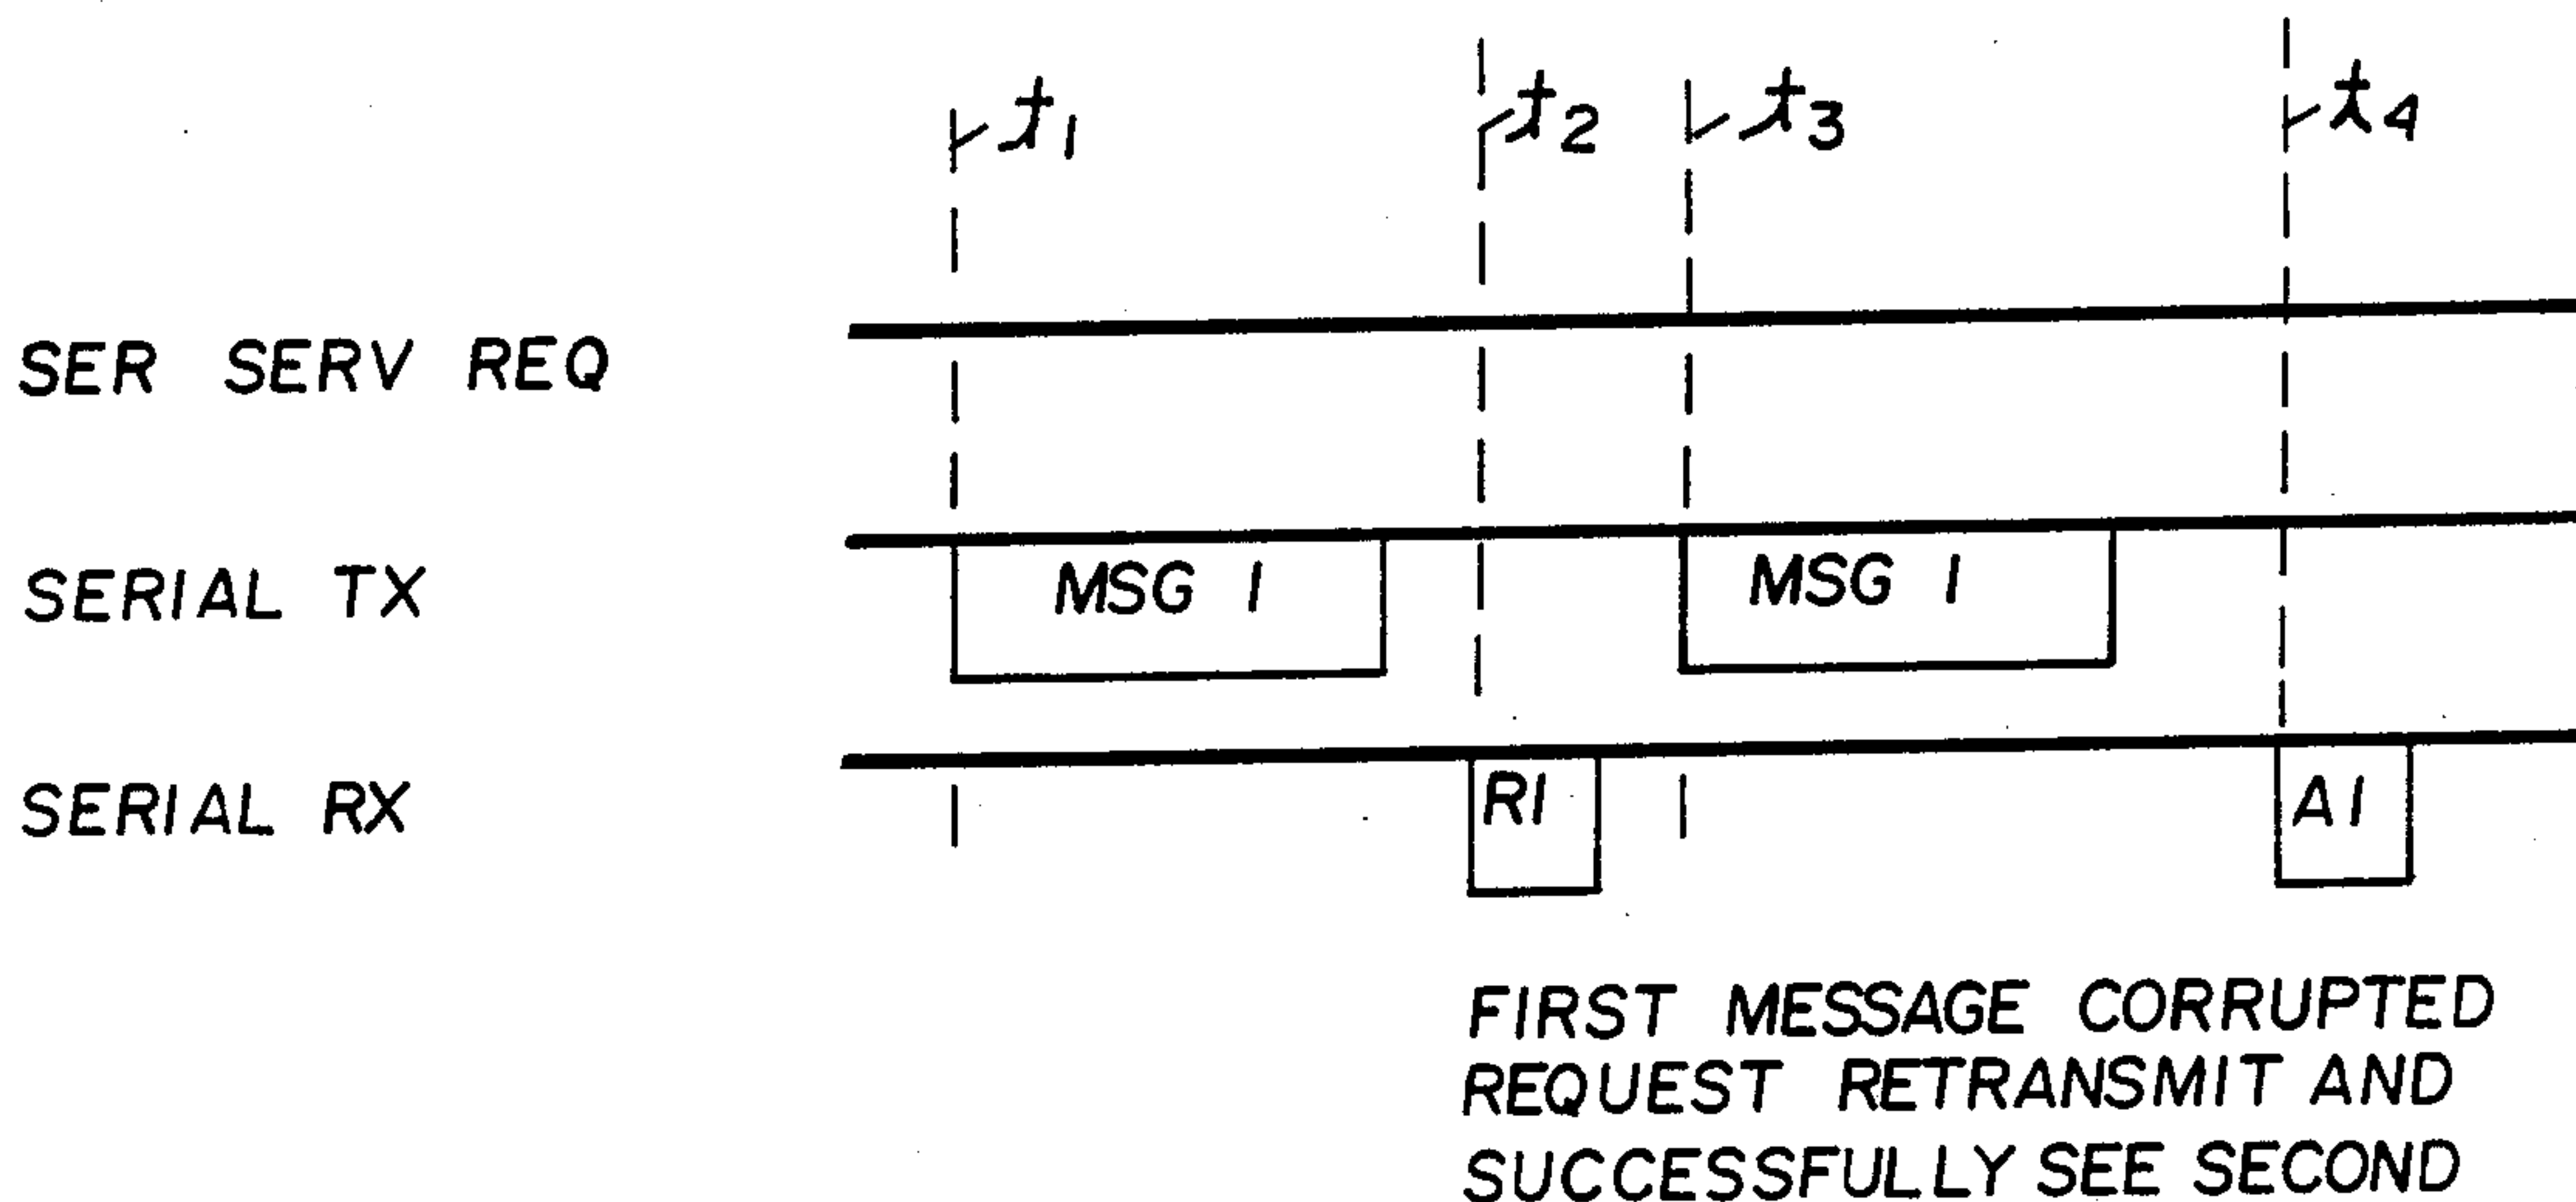 t1 t2 t3 t4
SER SERV REQ
SERIAL TX MSG 1 MSG 1
SERIAL RX R1 A1
FIRST MESSAGE CORRUPTED
REQUEST RETRANSMIT AND
SUCCESSFULLY SEE SECOND